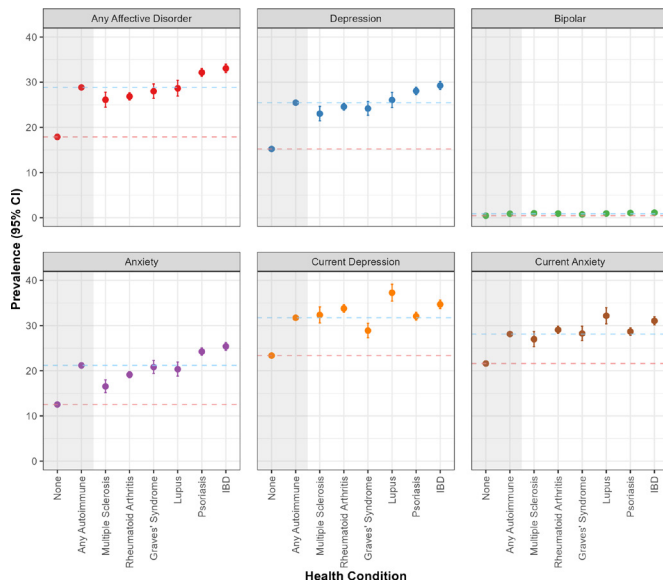 Any Affective Disorder
Depression
Bipolar
40
30
20
10
0
Prevalence (95% CI)
Anxiety
Current Depression
Current Anxiety
40
30
20
10
0
None
Any Autoimmune
Multiple Sclerosis
Rheumatoid Arthritis
Graves' Syndrome
Lupus
Psoriasis
IBD
None
Any Autoimmune
Multiple Sclerosis
Rheumatoid Arthritis
Graves' Syndrome
Lupus
Psoriasis
IBD
None
Any Autoimmune
Multiple Sclerosis
Rheumatoid Arthritis
Graves' Syndrome
Lupus
Psoriasis
IBD
Health Condition